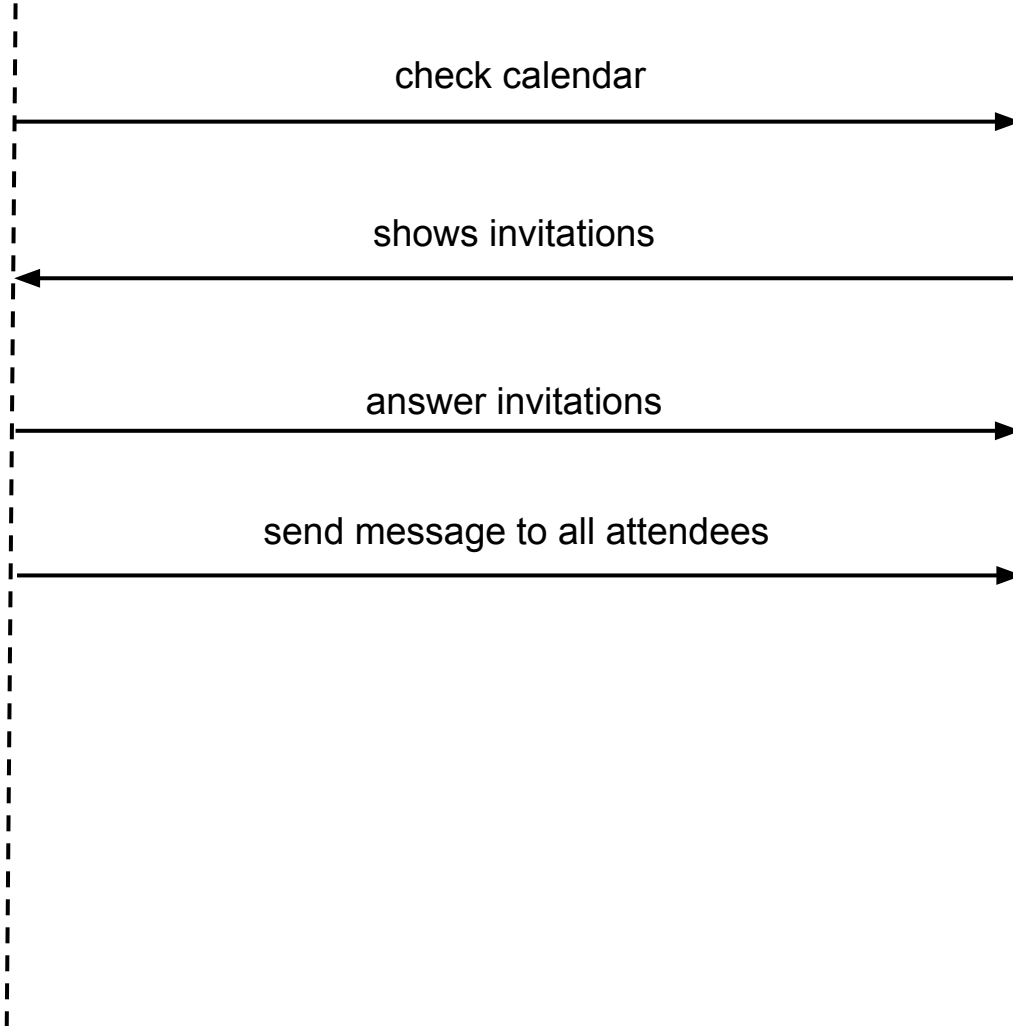 check calendar
shows invitations
answer invitations
send message to all attendees